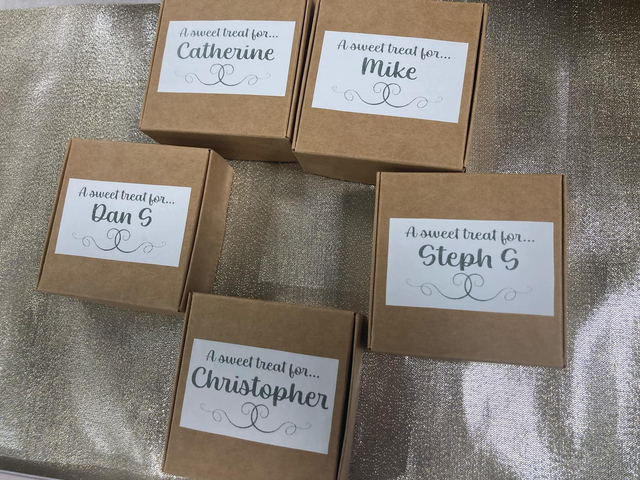 A sweet treat for...
Catherine
A sweet treat for...
Mike
A sweet treat for...
Dan S
A sweet treat for...
Steph S
A sweet treat for...
Christopher